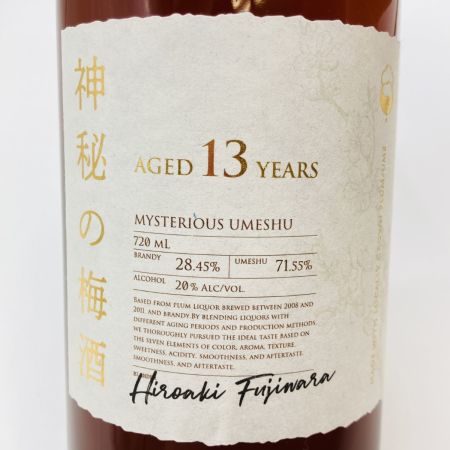 神秘の梅酒
AGED 13 YEARS
MYSTERIOUS UMESHU
720 ML
BRANDY 28.45% UMESHU 71.55%
ALCOHOL 20% ALC/VOL.
BASED FROM PLUM LIQUOR BREWED BETWEEN 2008 AND
2011, AND BRANDY. BY BLENDING LIQUORS WITH
DIFFERENT AGING PERIODS AND PRODUCTION METHODS,
WE THOROUGHLY PURSUED THE IDEAL TASTE BASED ON
THE SEVEN ELEMENTS OF COLOR, AROMA, TEXTURE,
SWEETNESS, ACIDITY, SMOOTHNESS, AND AFTERTASTE.
SMOOTHNESS, AND AFTERTASTE.
Hiroaki Fujiwara